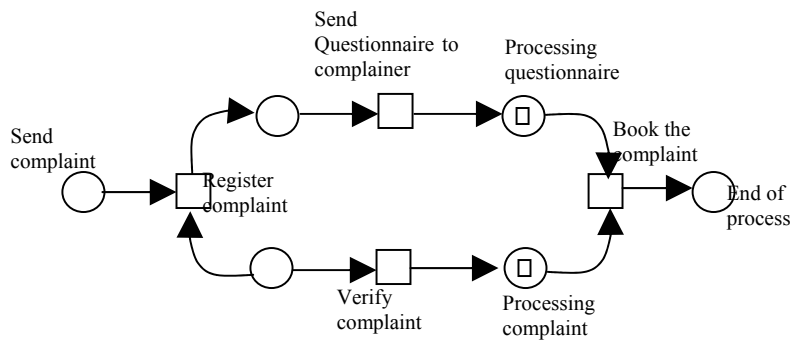 Send
Questionnaire to
complainer
Processing
questionnaire
Send
complaint
Register
complaint
Book the
complaint
End of
process
Verify
complaint
Processing
complaint